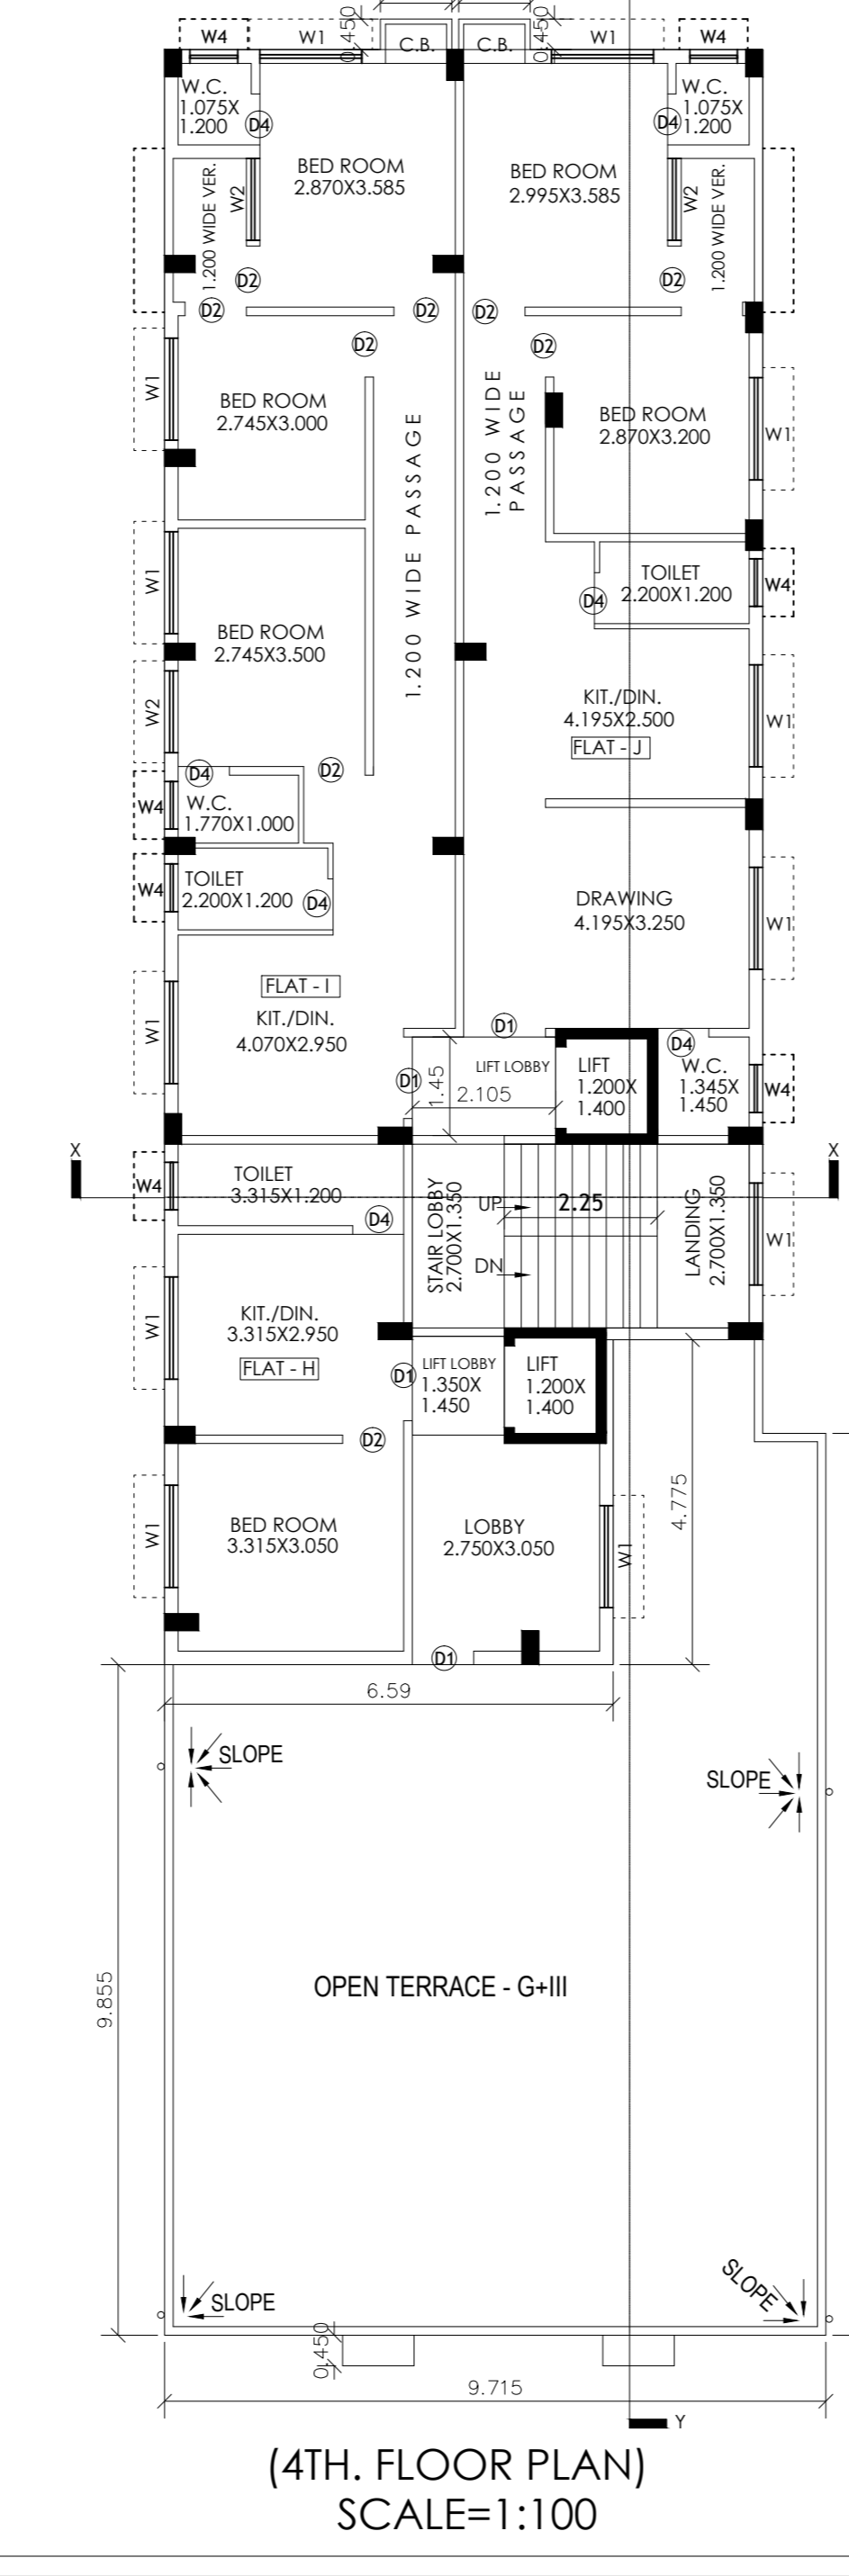 0.450
0.450
W4
W1
C.B.
C.B.
W1
W4
W.C.
1.075X
1.200
D4
BED ROOM
2.870X3.585
BED ROOM
2.995X3.585
D4
W.C.
1.075X
1.200
1.200 WIDE VER.
W2
W2
1.200 WIDE VER.
D2
D2
D2
D2
D2
D2
D2
W1
BED ROOM
2.745X3.000
1.200 WIDE PASSAGE
1.200 WIDE
PASSAGE
BED ROOM
2.870X3.200
W1
W1
BED ROOM
2.745X3.500
D4
TOILET
2.200X1.200
W4
W2
KIT./DIN.
4.195X2.500
FLAT - J
W1
D4
D2
W4
W.C.
1.770X1.000
W4
TOILET
2.200X1.200
D4
DRAWING
4.195X3.250
W1
FLAT - I
W1
KIT./DIN.
4.070X2.950
D1
D1
1.45
LIFT LOBBY
2.105
LIFT
1.200X
1.400
D4
W.C.
1.345X
1.450
W4
X
X
W4
TOILET
3.315X1.200
D4
STAIR LOBBY
2.700X1.350
UP
2.25
DN
LANDING
2.700X1.350
W1
W1
KIT./DIN.
3.315X2.950
FLAT - H
D1
LIFT LOBBY
1.350X
1.450
LIFT
1.200X
1.400
D2
4.775
W1
BED ROOM
3.315X3.050
LOBBY
2.750X3.050
W1
D1
6.59
SLOPE
SLOPE
9.855
OPEN TERRACE - G+III
SLOPE
SLOPE
0.450
9.715
Y
(4TH. FLOOR PLAN)
SCALE=1:100